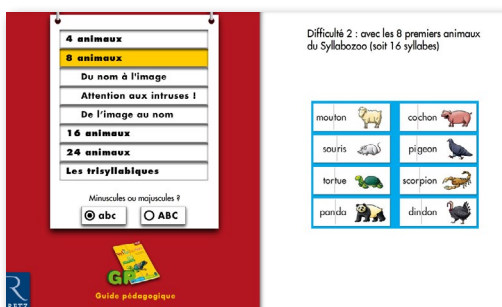 4 animaux
8 animaux
Du nom à l'image
Attention aux intruses !
De l'image au nom
16 animaux
24 animaux
Les trisyllabiques
Minuscules ou majuscules ?
abc ABC
GP
Guide pédagogique
RETZ
Difficulté 2 : avec les 8 premiers animaux
du Syllabozoo (soit 16 syllabes)
mouton cochon
souris pigeon
tortue scorpion
panda dindon